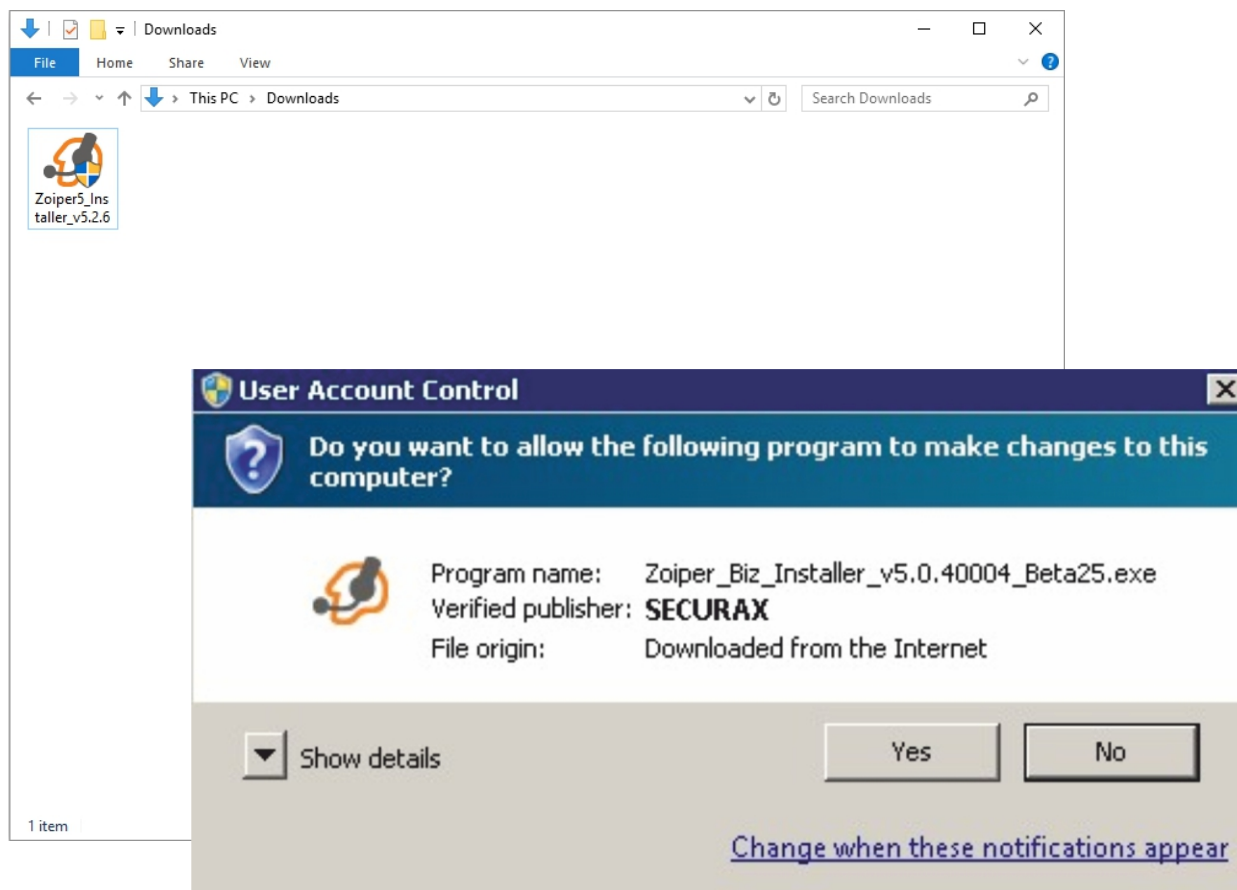 Downloads
File Home Share View
This PC > Downloads
Search Downloads
Zoiper5_Ins
taller_v5.2.6
1 item
User Account Control
Do you want to allow the following program to make changes to this
computer?
Program name: Zoiper_Biz_Installer_v5.0.40004_Beta25.exe
Verified publisher: SECURAX
File origin: Downloaded from the Internet
Show details
Yes No
Change when these notifications appear